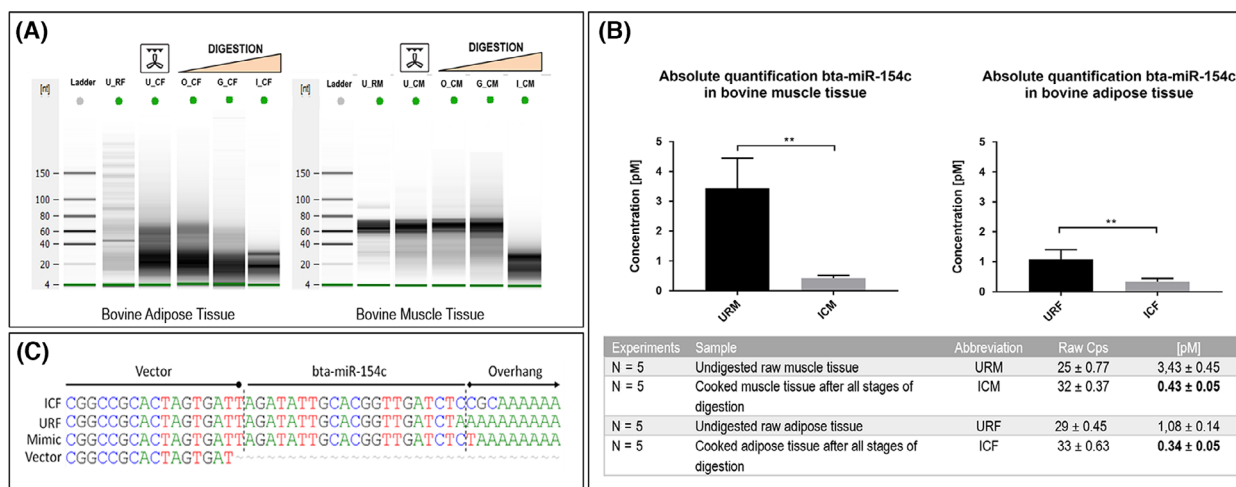 (A)
DIGESTION
Ladder U_RF U_CF O_CF G_CF I_CF
[nt]
150
100
80
60
40
20
4
Bovine Adipose Tissue
DIGESTION
Ladder U_RM U_CM O_CM G_CM I_CM
[nt]
150
100
80
60
40
20
4
Bovine Muscle Tissue
(B)
Absolute quantification bta-miR-154c
in bovine muscle tissue
Concentration [pM]
5
4
3
2
1
0
**
URM ICM
Absolute quantification bta-miR-154c
in bovine adipose tissue
Concentration [pM]
5
4
3
2
1
0
**
URF ICF
Experiments Sample Abbreviation Raw Cps [pM]
N = 5 Undigested raw muscle tissue URM 25 ± 0.77 3,43 ± 0.45
N = 5 Cooked muscle tissue after all stages of ICM 32 ± 0.37 0.43 ± 0.05
digestion
N = 5 Undigested raw adipose tissue URF 29 ± 0.45 1,08 ± 0.14
N = 5 Cooked adipose tissue after all stages of ICF 33 ± 0.63 0.34 ± 0.05
digestion
(C)
Vector bta-miR-154c Overhang
ICF CGGCCGCACTAGTGATTAGATATTGCACGGTTGATCTCCGCAAAAAA
URF CGGCCGCACTAGTGATTAGATATTGCACGGTTGATCTAAAAAAAAAA
Mimic CGGCCGCACTAGTGATTAGATATTGCACGGTTGATCTCTAAAAAAAA
Vector CGGCCGCACTAGTGAT~~~~~~~~~~~~~~~~~~~~~~~~~~~~~~~